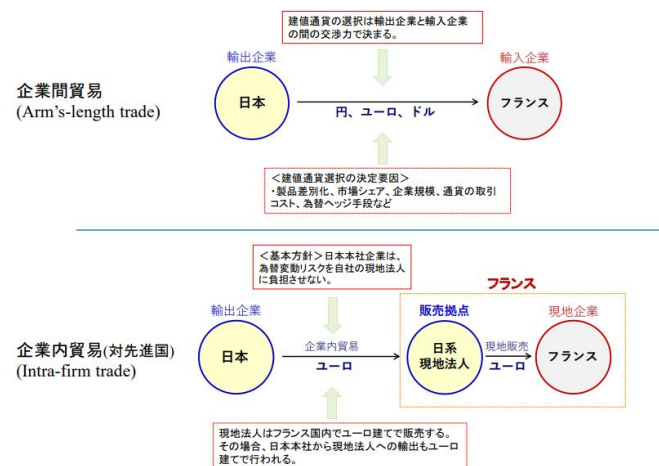 建値通貨の選択は輸出企業と輸入企業
の間の交渉力で決まる。
輸出企業
輸入企業
企業間貿易
(Arm's-length trade)
日本
フランス
円、ユーロ、ドル
＜建値通貨選択の決定要因＞
・製品差別化、市場シェア、企業規模、通貨の取引
コスト、為替ヘッジ手段など
＜基本方針＞日本本社企業は、
為替変動リスクを自社の現地法人
に負担させない。
フランス
輸出企業
販売拠点
現地企業
企業内貿易(対先進国)
(Intra-firm trade)
日本
企業内貿易
ユーロ
日系
現地法人
現地販売
ユーロ
フランス
現地法人はフランス国内でユーロ建てで販売する。
その場合、日本本社から現地法人への輸出もユーロ
建てで行われる。